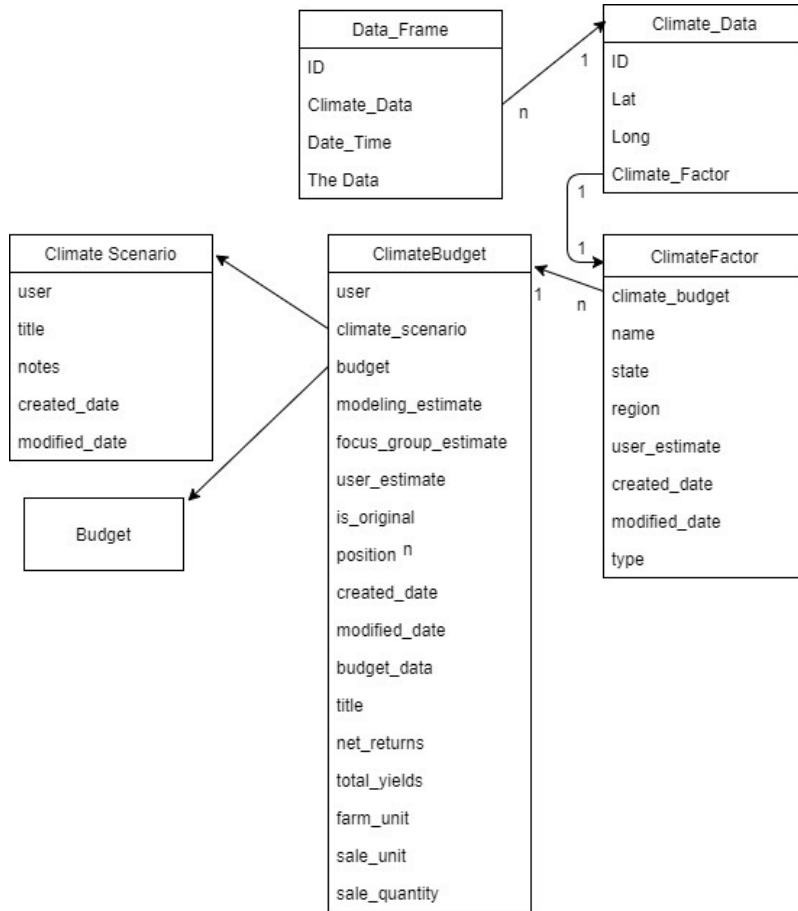 Data_Frame
ID
Climate_Data
Date_Time
The Data
n
1
Climate_Data
ID
Lat
Long
Climate_Factor
1
1
Climate Scenario
user
title
notes
created_date
modified_date
Budget
ClimateBudget
user
climate_scenario
budget
modeling_estimate
focus_group_estimate
user_estimate
is_original
position n
created_date
modified_date
budget_data
title
net_returns
total_yields
farm_unit
sale_unit
sale_quantity
1
n
ClimateFactor
climate_budget
name
state
region
user_estimate
created_date
modified_date
type